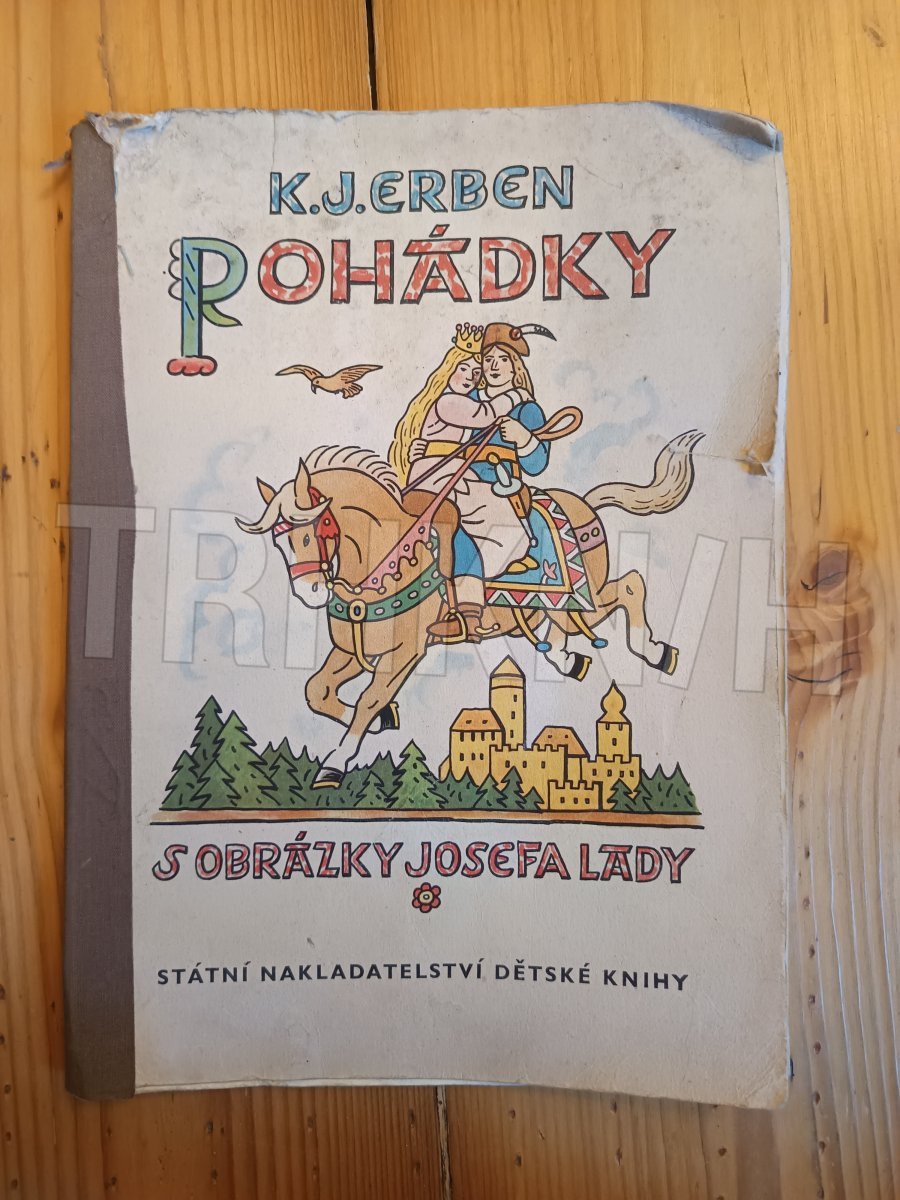 K.J.ERBEN
POHÁDKY
S OBRÁZKY JOSEFA LADY
STÁTNÍ NAKLADATELSTVÍ DĚTSKÉ KNIHY